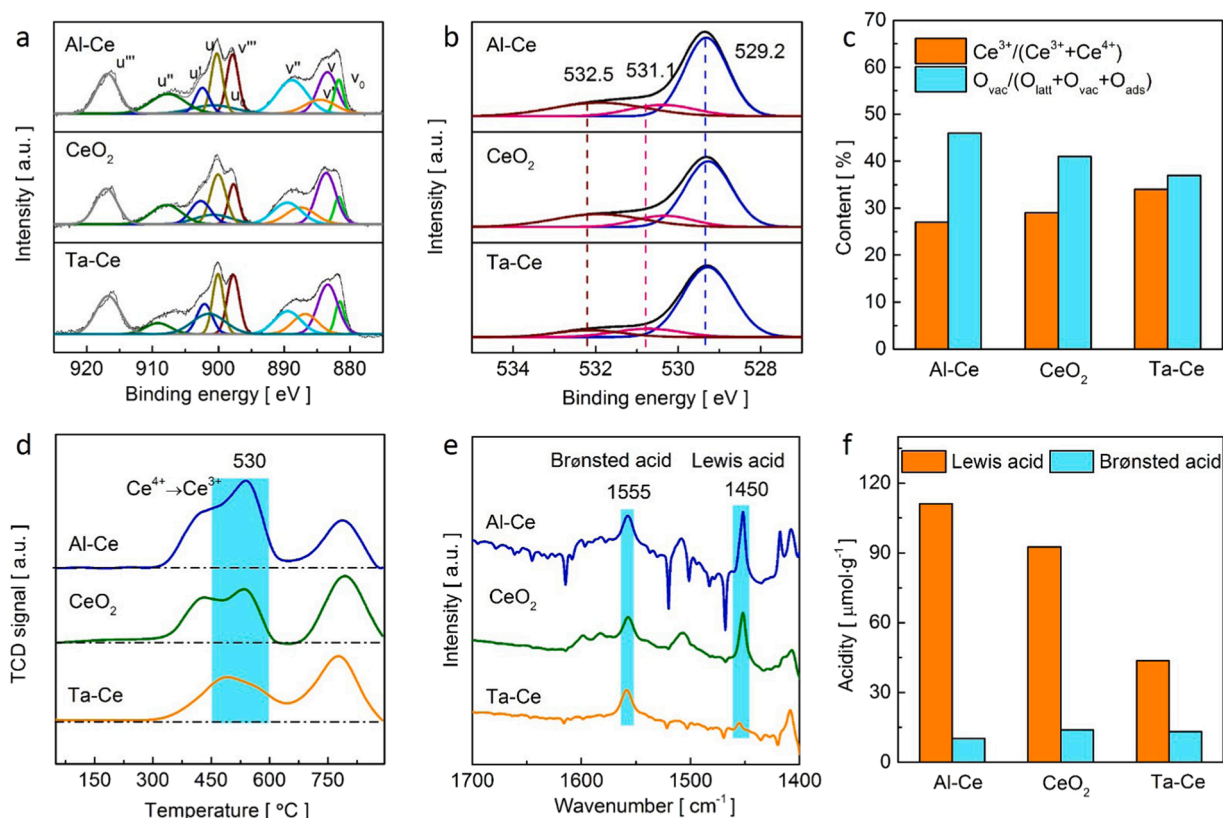 a
Al-Ce
u'''
u''
u'
u
u₀
v'''
v''
v'
v
v₀
CeO₂
Ta-Ce
Intensity [ a.u. ]
920 910 900 890 880
Binding energy [ eV ]
b
Al-Ce
532.5
531.1
529.2
CeO₂
Ta-Ce
Intensity [ a.u. ]
534 532 530 528
Binding energy [ eV ]
c
Ce³⁺/(Ce³⁺+Ce⁴⁺)
Oᵥₐc/(Oₗₐₜₜ+Oᵥₐc+Oₐds)
Content [ % ]
70
60
50
40
30
20
10
0
Al-Ce CeO₂ Ta-Ce
d
530
Ce⁴⁺→Ce³⁺
Al-Ce
CeO₂
Ta-Ce
TCD signal [ a.u. ]
150 300 450 600 750
Temperature [ °C ]
e
Brønsted acid Lewis acid
1555 1450
Al-Ce
CeO₂
Ta-Ce
Intensity [ a.u. ]
1700 1600 1500 1400
Wavenumber [ cm⁻¹ ]
f
Lewis acid Brønsted acid
Acidity [ μmol·g⁻¹ ]
120
90
60
30
0
Al-Ce CeO₂ Ta-Ce